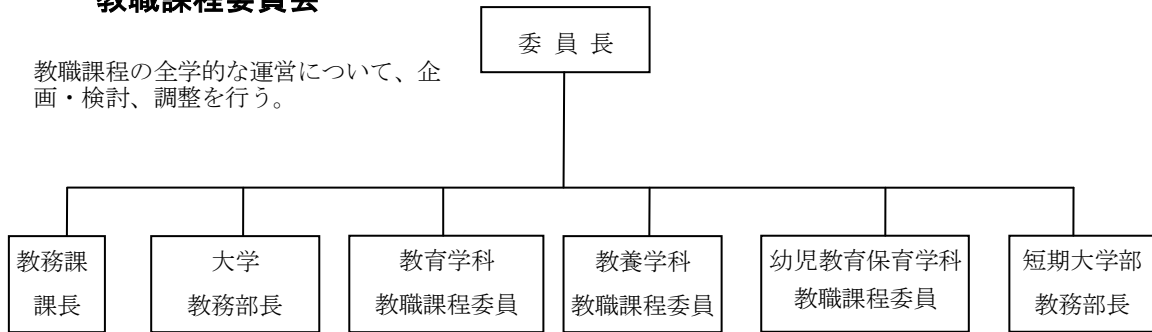 教職課程委員会
委 員 長
教職課程の全学的な運営について、企
画・検討、調整を行う。
教務課
課長
大学
教務部長
教育学科
教職課程委員
教養学科
教職課程委員
幼児教育保育学科
教職課程委員
短期大学部
教務部長